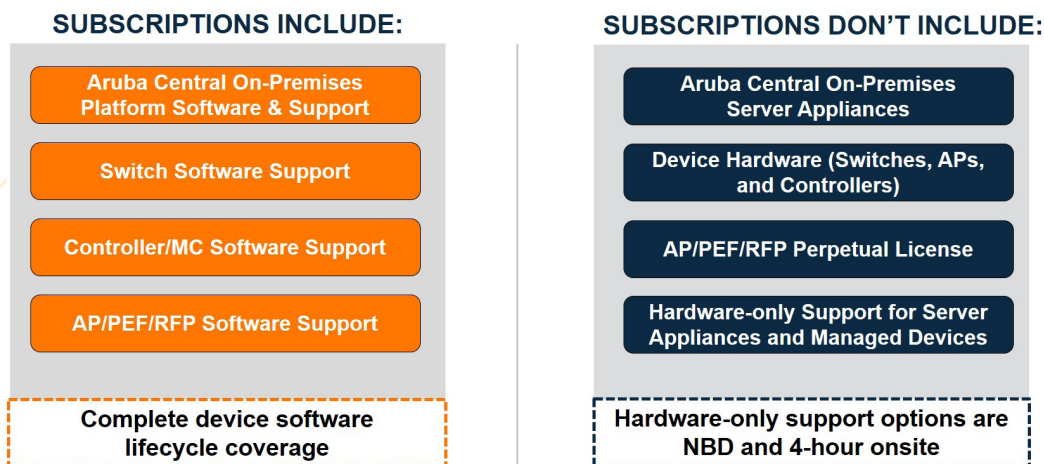 SUBSCRIPTIONS INCLUDE:
Aruba Central On-Premises
Platform Software & Support
Switch Software Support
Controller/MC Software Support
AP/PEF/RFP Software Support
Complete device software
lifecycle coverage
SUBSCRIPTIONS DON'T INCLUDE:
Aruba Central On-Premises
Server Appliances
Device Hardware (Switches, APs,
and Controllers)
AP/PEF/RFP Perpetual License
Hardware-only Support for Server
Appliances and Managed Devices
Hardware-only support options are
NBD and 4-hour onsite